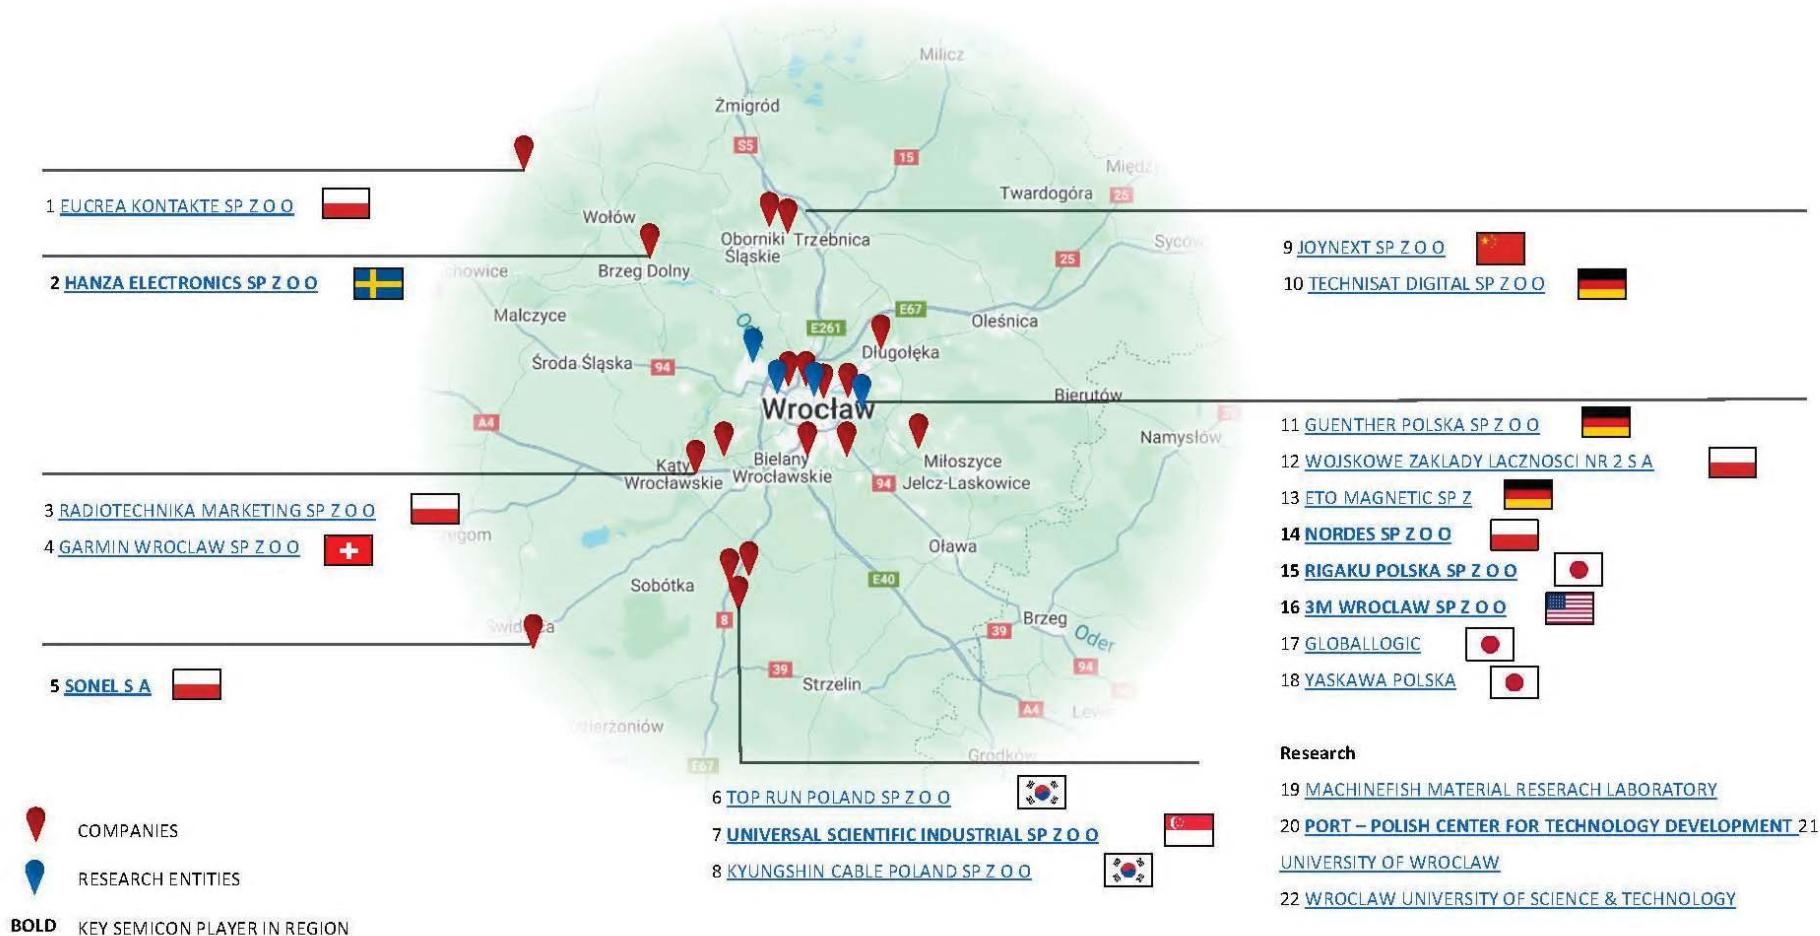 Milicz
Żmigród
S5
15
Międz
Twardogóra
25
1 EUCREA KONTAKTE SP Z O O
Wołów
Oborniki
Śląskie
Trzebnica
Syców
9 JOYNEXT SP Z O O
25
chowice
Brzeg Dolny
2 HANZA ELECTRONICS SP Z O O
10 TECHNISAT DIGITAL SP Z O O
Malczyce
E67
E261
Oleśnica
Długołęka
Środa Śląska
94
Bierutów
Wrocław
A4
Namysłów
11 GUENTHER POLSKA SP Z O O
12 WOJSKOWE ZAKLADY LACZNOSCI NR 2 S A
Kąty
Wrocławskie
Bielany
Wrocławskie
Miłoszyce
94
Jelcz-Laskowice
13 ETO MAGNETIC SP Z
3 RADIOTECHNIKA MARKETING SP Z O O
egom
14 NORDES SP Z O O
4 GARMIN WROCLAW SP Z O O
Oława
15 RIGAKU POLSKA SP Z O O
E40
Sobótka
16 3M WROCLAW SP Z O O
8
Brzeg
39
Oder
17 GLOBALLOGIC
94
39
Strzelin
18 YASKAWA POLSKA
5 SONEL S A
A4
Lew
zierżoniów
Grodków
E67
Research
6 TOP RUN POLAND SP Z O O
19 MACHINEFISH MATERIAL RESERACH LABORATORY
7 UNIVERSAL SCIENTIFIC INDUSTRIAL SP Z O O
20 PORT – POLISH CENTER FOR TECHNOLOGY DEVELOPMENT 21
8 KYUNGSHIN CABLE POLAND SP Z O O
UNIVERSITY OF WROCLAW
22 WROCLAW UNIVERSITY OF SCIENCE & TECHNOLOGY
COMPANIES
RESEARCH ENTITIES
BOLD KEY SEMICON PLAYER IN REGION